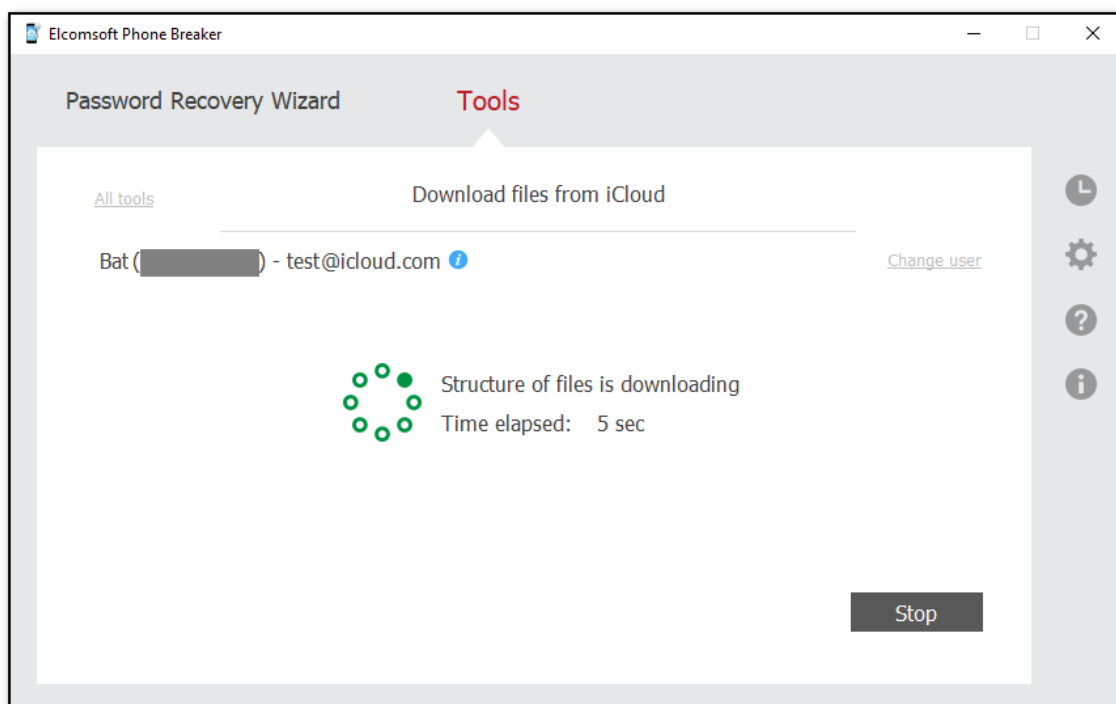 Elcomsoft Phone Breaker
Password Recovery Wizard Tools
All tools
Download files from iCloud
Bat ( ) - test@icloud.com i
Change user
Structure of files is downloading
Time elapsed: 5 sec
Stop